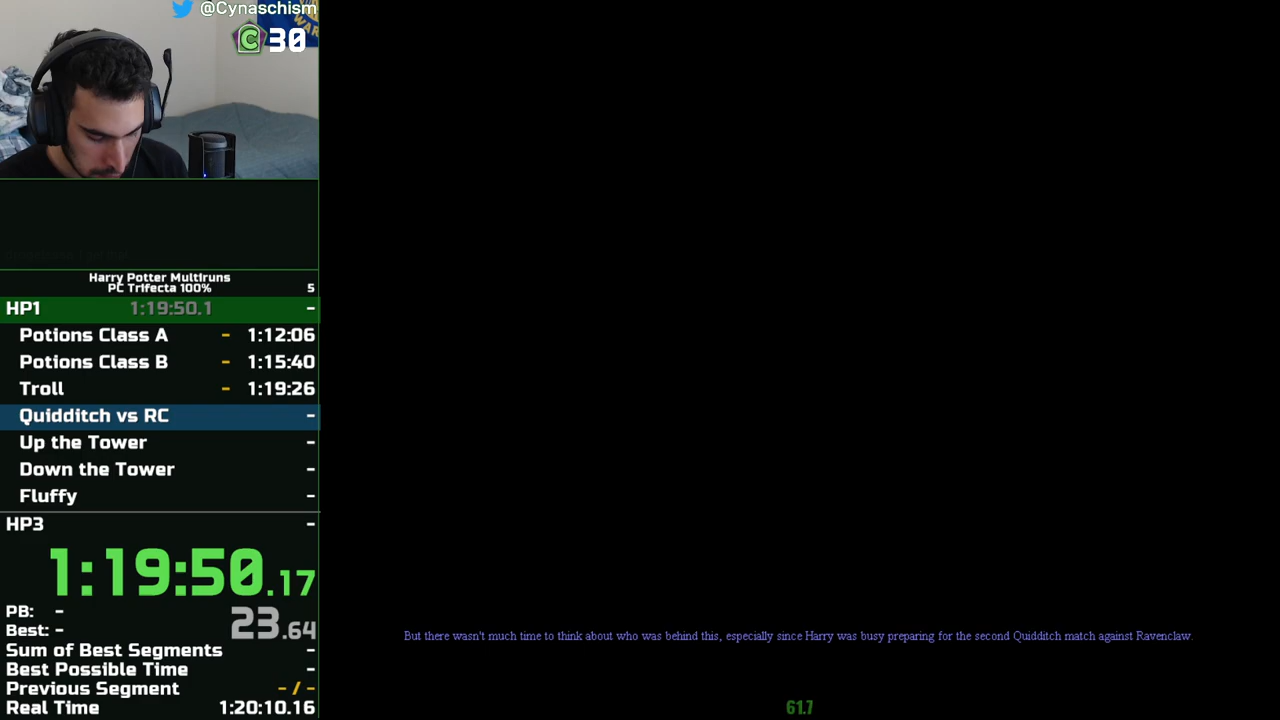 @Cynaschism
C 30
Harry Potter Multiruns
PC Trifecta 100% 5
HP1 1:19:50.1 -
Potions Class A - 1:12:06
Potions Class B - 1:15:40
Troll - 1:19:26
Quidditch vs RC -
Up the Tower -
Down the Tower -
Fluffy -
HP3 -
1:19:50.17
PB: -
Best: - 23.64
Sum of Best Segments -
Best Possible Time -
Previous Segment - / -
Real Time 1:20:10.16
But there wasn't much time to think about who was behind this, especially since Harry was busy preparing for the second Quidditch match against Ravenclaw.
61.7